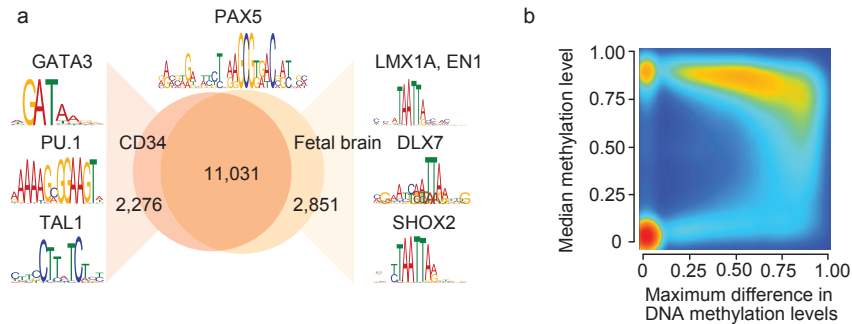 a
PAX5
GATA3
LMX1A, EN1
CD34
Fetal brain
PU.1
DLX7
11,031
2,276
2,851
TAL1
SHOX2
b
Median methylation level
1.00
0.75
0.50
0.25
0
0
0.25
0.50
0.75
1.00
Maximum difference in
DNA methylation levels